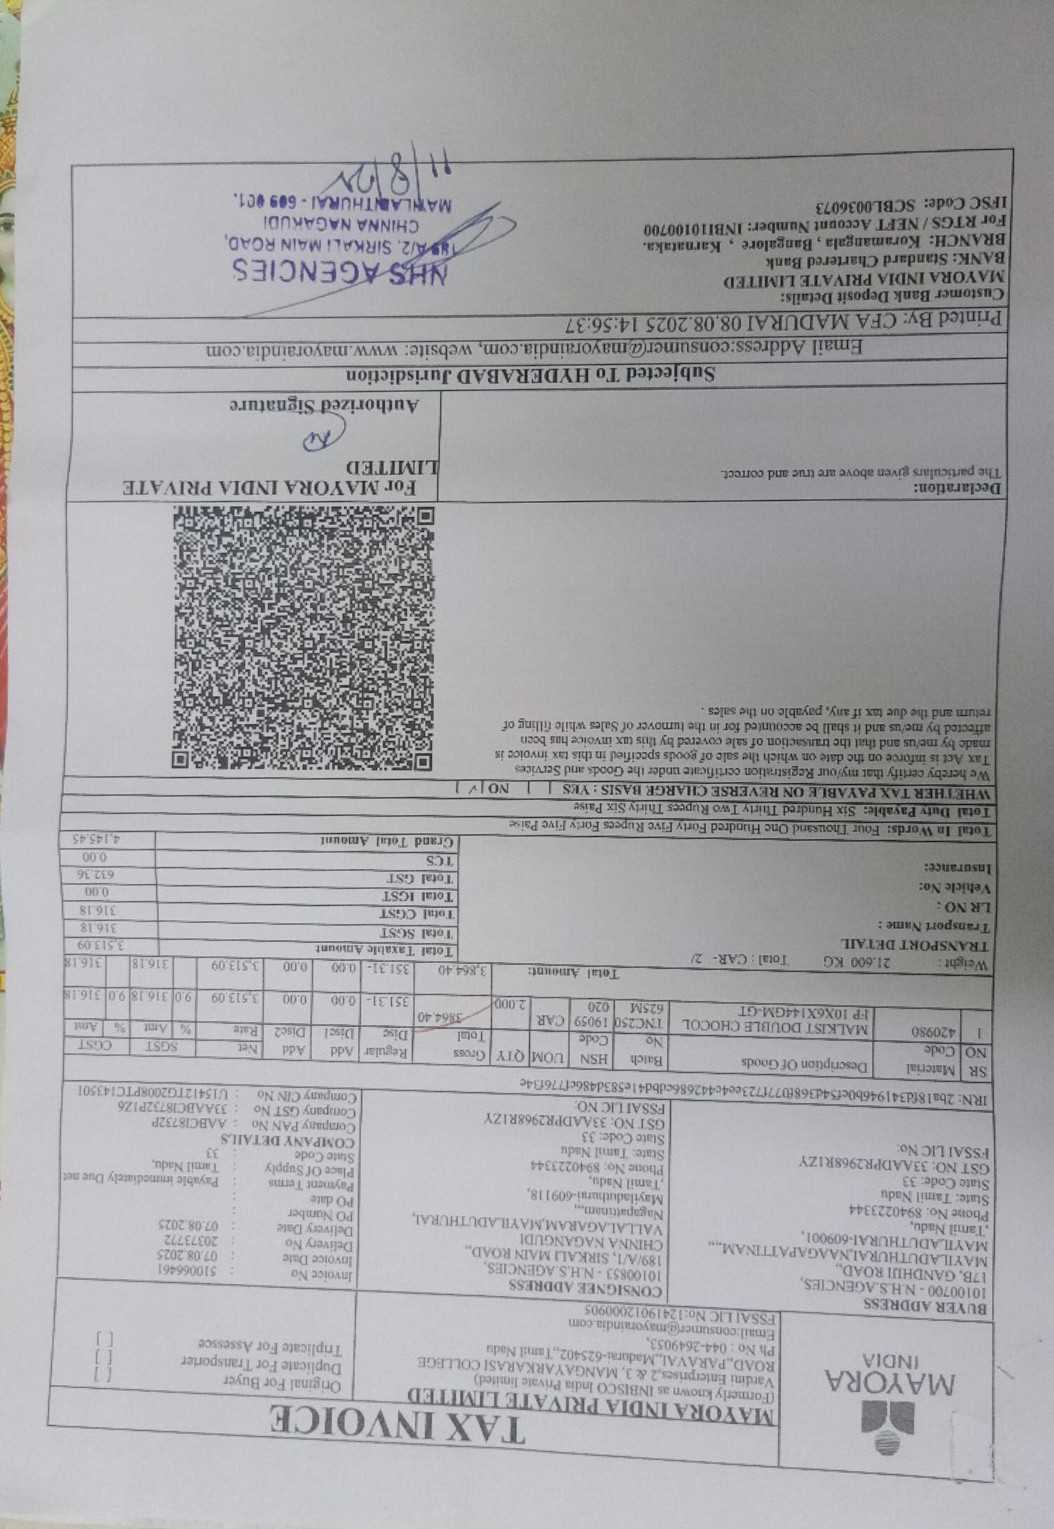 TAX INVOICE
MAYORA
INDIA
MAYORA INDIA PRIVATE LIMITED
(Formerly known as INBISCO India Private limited)
Vardini Enterprises,2 & 3, MANGAYARKARASI COLLEGE
ROAD,,PARAVAI,,Madurai-625402,,Tamil Nadu
Ph No : 044-2649053,
Email:consumer@mayoraindia.com
FSSAI LIC No:12419012000905
Original For Buyer [ ]
Duplicate For Transporter [ ]
Triplicate For Assessce [ ]
BUYER ADDRESS
10100700 - N.H.S.AGENCIES,
17B, GANDHIJI ROAD,,
MAYILADUTHURAI,NAAGAPATTINAM,,,,
MAYILADUTHURAI-609001,
,Tamil Nadu,
Phone No: 8940223344
State: Tamil Nadu
State Code: 33
GST NO: 33AADPR2968R1ZY
FSSAI LIC No:
CONSIGNEE ADDRESS
10100853 - N.H.S.AGENCIES,
189/A/1, SIRKALI MAIN ROAD,,
CHINNA NANGUDI
VALLALAGARAM,MAYILADUTHURAI,
Nagapattnam,,,
Mayiladuthurai-609118,
,Tamil Nadu,
Phone No: 8940223344
State: Tamil Nadu
State Code: 33
GST NO: 33AADPR2968R1ZY
FSSAI LIC NO:
Invoice No : 510066461
Invoice Date : 07.08.2025
Delivery No : 20373772
Delivery Date : 07.08.2025
PO Number :
PO date :
Payment Terms : Payable immediately Due net
Place Of Supply : Tamil Nadu,
State Code : 33
COMPANY DETAILS
Company PAN No : AABCI8732P
Company GST No : 33AABCI8732P1Z6
Company CIN No : U15412TG2008PTC143501
IRN: 2ba186d341946b0ef54d368f077f723ee4c442686cdbd41e583d486cf776f34e
SR NO Material Code Description Of Goods Batch No HSN Code UOM QTY Gross Total Regular Disc Add Disc1 Add Disc2 Net Rate SGST % Amt CGST % Amt
1 420980 MALKIST DOUBLE CHOCOL FP 10X6X144GM-GT TNC250 625M 19059 020 CAR 2.000 3864.40 351.31- 0.00 0.00 3,513.09 9.0 316.18 9.0 316.18
Weight : 21.600 KG Total : CAR- 2/ Total Amount: 3,864.40 351.31- 0.00 0.00 3,513.09 316.18 316.18
TRANSPORT DETAIL
Transport Name :
LR NO :
Vehicle No:
Insurance:
Total Taxable Amount 3,513.09
Total SGST 316.18
Total CGST 316.18
Total IGST 0.00
Total GST 632.36
TCS 0.00
Grand Total Amount 4,145.45
Total In Words: Four Thousand One Hundred Forty Five Rupees Forty Five Paise
Total Duty Payable: Six Hundred Thirty Two Rupees Thirty Six Paise
WHETHER TAX PAYABLE ON REVERSE CHARGE BASIS : YES [ ] NO [√ ]
We hereby certify that my/our Registration certificate under the Goods and Services
Tax Act is inforce on the date on which the sale of goods specified in this tax invoice is
made by me/us and that the transaction of sale covered by this tax invoice has been
affected by me/us and it shall be accounted for in the turnover of Sales while filling of
return and the due tax if any, payable on the sales .
Declaration:
The particulars given above are true and correct.
For MAYORA INDIA PRIVATE
LIMITED
Authorized Signature
Subjected To HYDERABAD Jurisdiction
Email Address:consumer@mayoraindia.com, website: www.mayoraindia.com
Printed By: CFA MADURAI 08.08.2025 14:56:37
Customer Bank Deposit Details:
MAYORA INDIA PRIVATE LIMITED
BANK: Standard Chartered Bank
BRANCH: Koramangala , Bangalore , Karnataka.
For RTGS / NEFT Account Number: INBI10100700
IFSC Code: SCBL0036073
NHS AGENCIES
189 A/2, SIRKALI MAIN ROAD,
CHINNA NAGAKUDI
MAYILANTHURAI - 609 001.
11/8/25